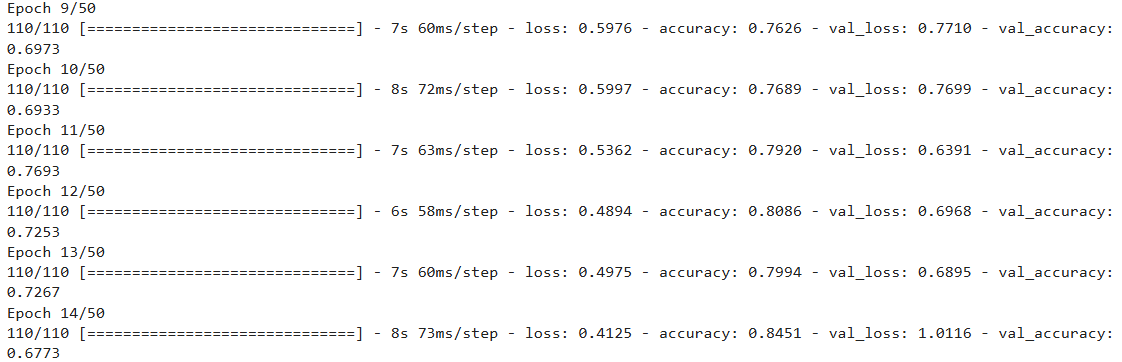 Epoch 9/50
110/110 [==============================] - 7s 60ms/step - loss: 0.5976 - accuracy: 0.7626 - val_loss: 0.7710 - val_accuracy:
0.6973
Epoch 10/50
110/110 [==============================] - 8s 72ms/step - loss: 0.5997 - accuracy: 0.7689 - val_loss: 0.7699 - val_accuracy:
0.6933
Epoch 11/50
110/110 [==============================] - 7s 63ms/step - loss: 0.5362 - accuracy: 0.7920 - val_loss: 0.6391 - val_accuracy:
0.7693
Epoch 12/50
110/110 [==============================] - 6s 58ms/step - loss: 0.4894 - accuracy: 0.8086 - val_loss: 0.6968 - val_accuracy:
0.7253
Epoch 13/50
110/110 [==============================] - 7s 60ms/step - loss: 0.4975 - accuracy: 0.7994 - val_loss: 0.6895 - val_accuracy:
0.7267
Epoch 14/50
110/110 [==============================] - 8s 73ms/step - loss: 0.4125 - accuracy: 0.8451 - val_loss: 1.0116 - val_accuracy:
0.6773